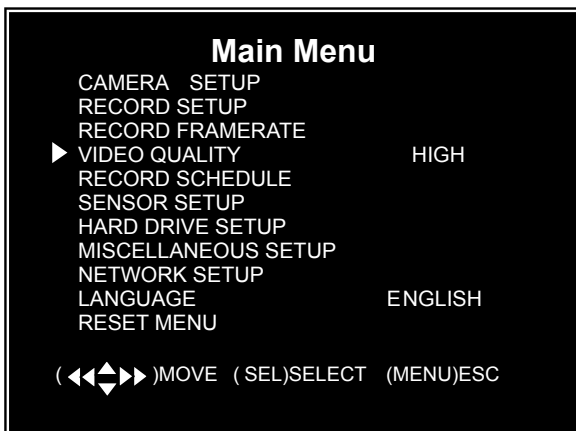 Main Menu
CAMERA SETUP
RECORD SETUP
RECORD FRAMERATE
VIDEO QUALITY HIGH
RECORD SCHEDULE
SENSOR SETUP
HARD DRIVE SETUP
MISCELLANEOUS SETUP
NETWORK SETUP
LANGUAGE ENGLISH
RESET MENU
( )MOVE ( SEL)SELECT (MENU)ESC